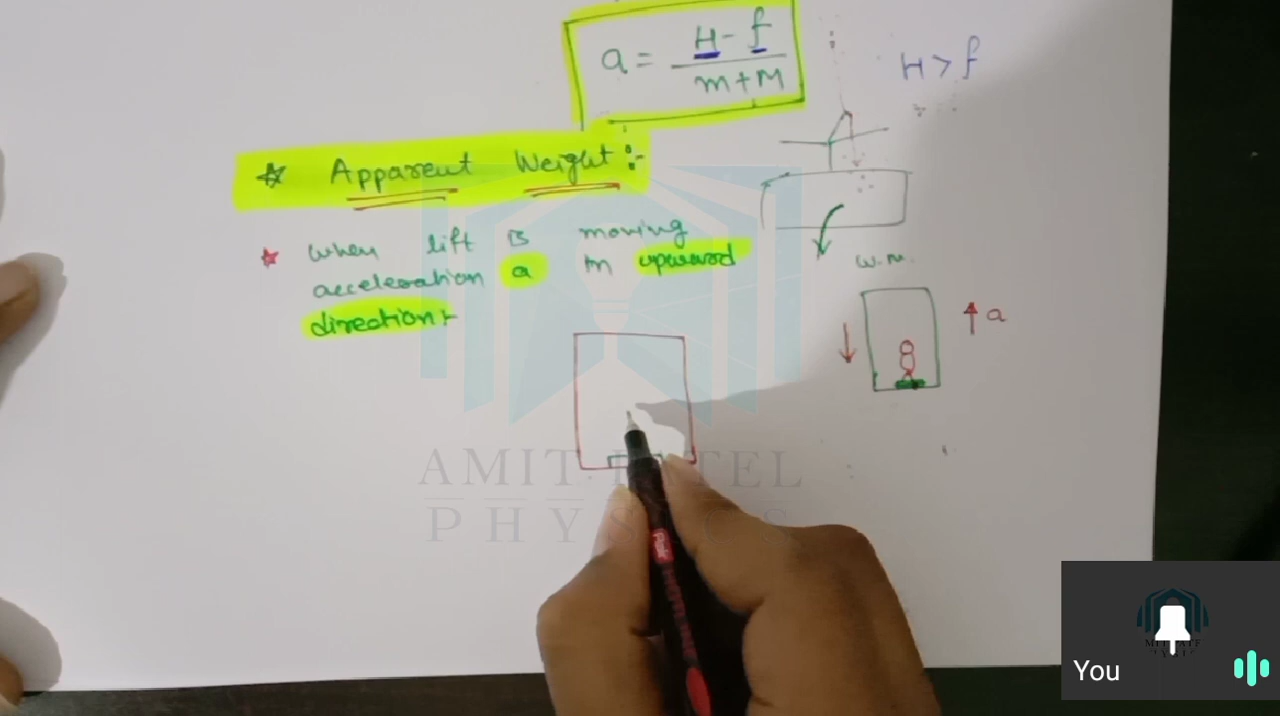 a = H - f
m + M
H > f
* Apparent Weight :-
* When lift is moving
acceleration a in upward
direction :-
W.M.
↑ a
AMIT PATEL
PHYSICS
You